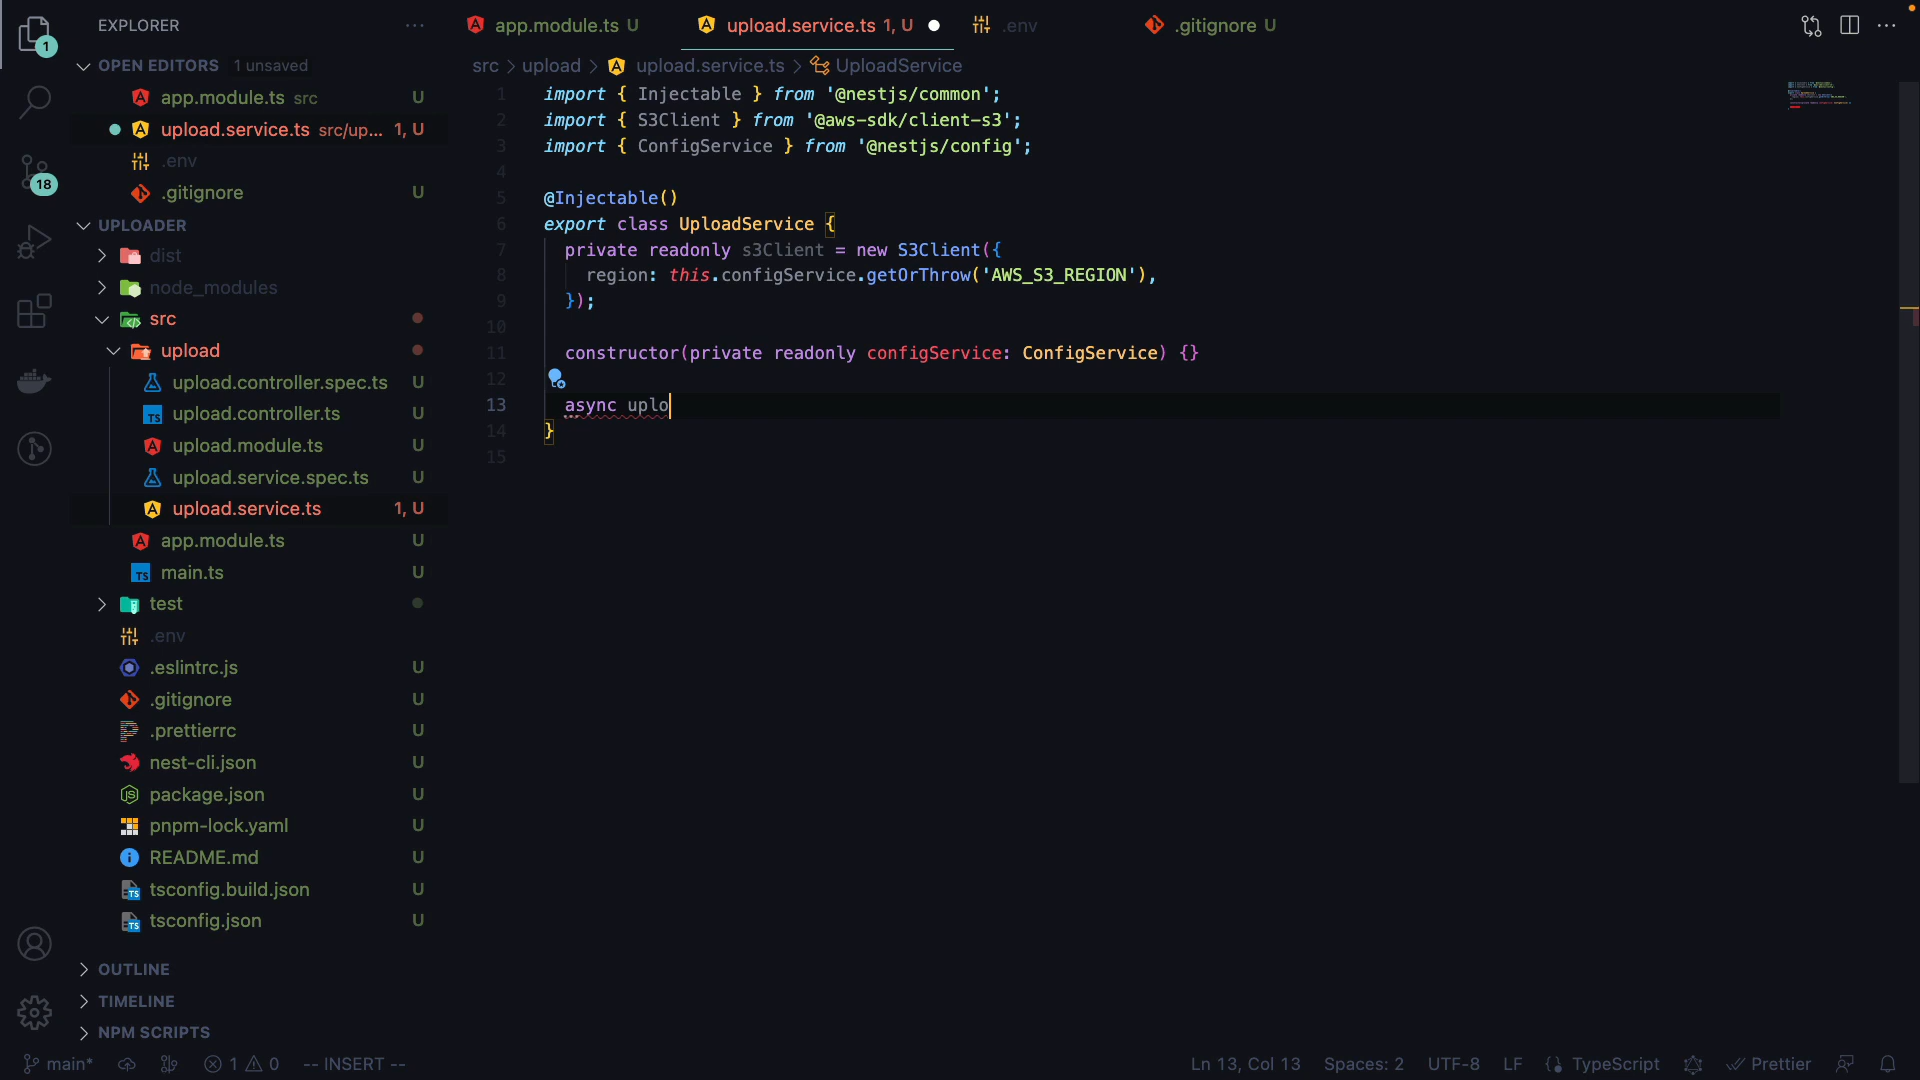 EXPLORER
app.module.ts U
upload.service.ts 1, U
.env
.gitignore U
1
OPEN EDITORS 1 unsaved
app.module.ts src U
upload.service.ts src/up... 1, U
.env
.gitignore U
18
UPLOADER
dist
node_modules
src
upload
upload.controller.spec.ts U
upload.controller.ts U
upload.module.ts U
upload.service.spec.ts U
upload.service.ts 1, U
app.module.ts U
main.ts U
test
.env
.eslintrc.js U
.gitignore U
.prettierrc U
nest-cli.json U
package.json U
pnpm-lock.yaml U
README.md U
tsconfig.build.json U
tsconfig.json U
OUTLINE
TIMELINE
NPM SCRIPTS
src > upload > upload.service.ts > UploadService
1 import { Injectable } from '@nestjs/common';
2 import { S3Client } from '@aws-sdk/client-s3';
3 import { ConfigService } from '@nestjs/config';
4
5 @Injectable()
6 export class UploadService {
7 private readonly s3Client = new S3Client({
8 region: this.configService.getOrThrow('AWS_S3_REGION'),
9 });
10
11 constructor(private readonly configService: ConfigService) {}
12
13 async uplo
14 }
15
main* 1 0 -- INSERT -- Ln 13, Col 13 Spaces: 2 UTF-8 LF TypeScript Prettier